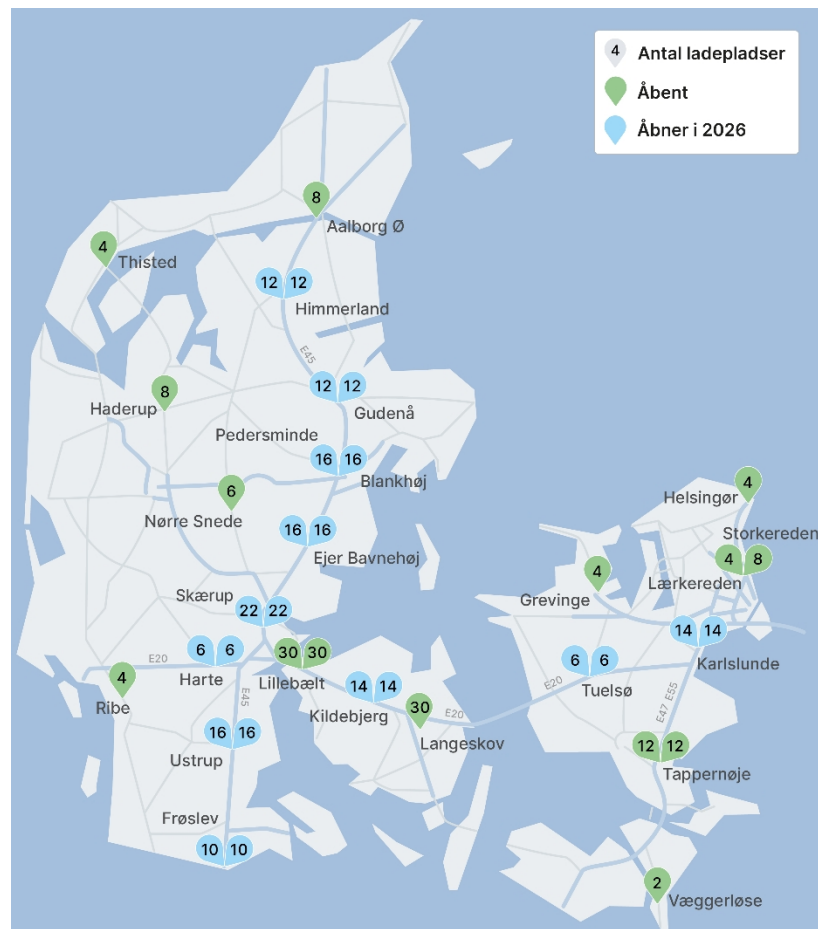 4 Antal ladepladser
Åbent
Åbner i 2026
8
Aalborg Ø
4
Thisted
12 12
Himmerland
E45
12 12
Gudenå
8
Haderup
Pedersminde
16 16
Blankhøj
6
Nørre Snede
16 16
Ejer Bavnehøj
4
Helsingør
Storkereden
4 8
Lærkereden
4
Grevinge
Skærup
22 22
14 14
Karlslunde
6 6
Harte
E20
30 30
Lillebælt
6 6
Tuelsø
E20
4
Ribe
E45
14 14
Kildebjerg
30
E20
Langeskov
E47 E55
16 16
Ustrup
12 12
Tappernøje
Frøslev
10 10
2
Væggerløse